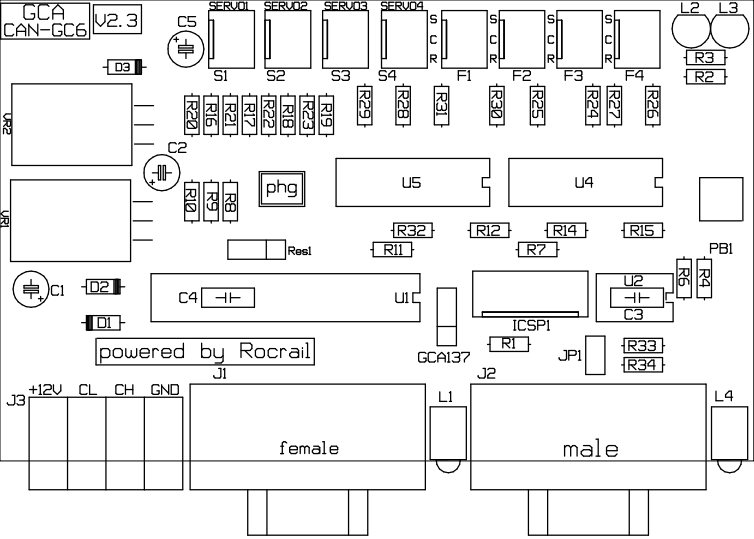 GCA
CAN-GC6
V2.3
C5
SERVO1 SERVO2 SERVO3 SERVO4
L2 L3
SCR SCR SCR SCR
S1 S2 S3 S4 F1 F2 F3 F4
R3
R2
D3
VR2
R20 R16 R21 R17 R22 R18 R23 R19
R29 R28 R31 R30 R25 R24 R27 R26
C2
U5
U4
phg
R10 R9 R8
VR1
R32 R12 R14 R15
Res1
R11 R7
PB1
R6 R4
C1
D2
C4
U1
U2
C3
D1
ICSP1
powered by Rocrail
GCA137
R1
JP1
R33
R34
J1
J2
J3
+12V CL CH GND
L1
L4
female
male